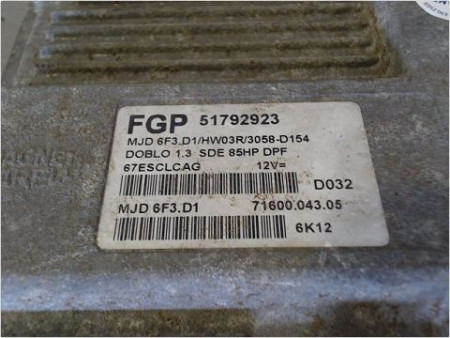 FGP 51792923
MJD 6F3.D1/HW03R/3058-D154
DOBLO 1.3 SDE 85HP DPF
67ESCLCAG 12V=
D032
MJD 6F3.D1 71600.043.05
6K12